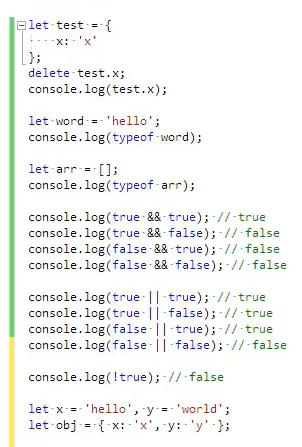 let test = {
    x: 'x'
};
delete test.x;
console.log(test.x);
let word = 'hello';
console.log(typeof word);
let arr = [];
console.log(typeof arr);
console.log(true && true); // true
console.log(true && false); // false
console.log(false && true); // false
console.log(false && false); // false
console.log(true || true); // true
console.log(true || false); // true
console.log(false || true); // true
console.log(false || false); // false
console.log(!true); // false
let x = 'hello', y = 'world';
let obj = { x: 'x', y: 'y' };